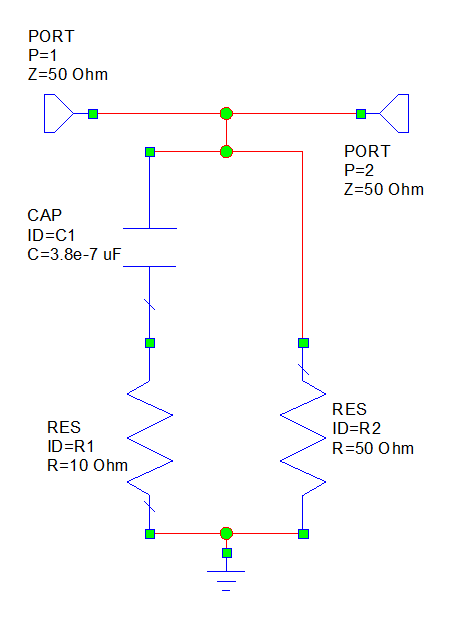 PORT
P=1
Z=50 Ohm
PORT
P=2
Z=50 Ohm
CAP
ID=C1
C=3.8e-7 uF
RES
ID=R1
R=10 Ohm
RES
ID=R2
R=50 Ohm